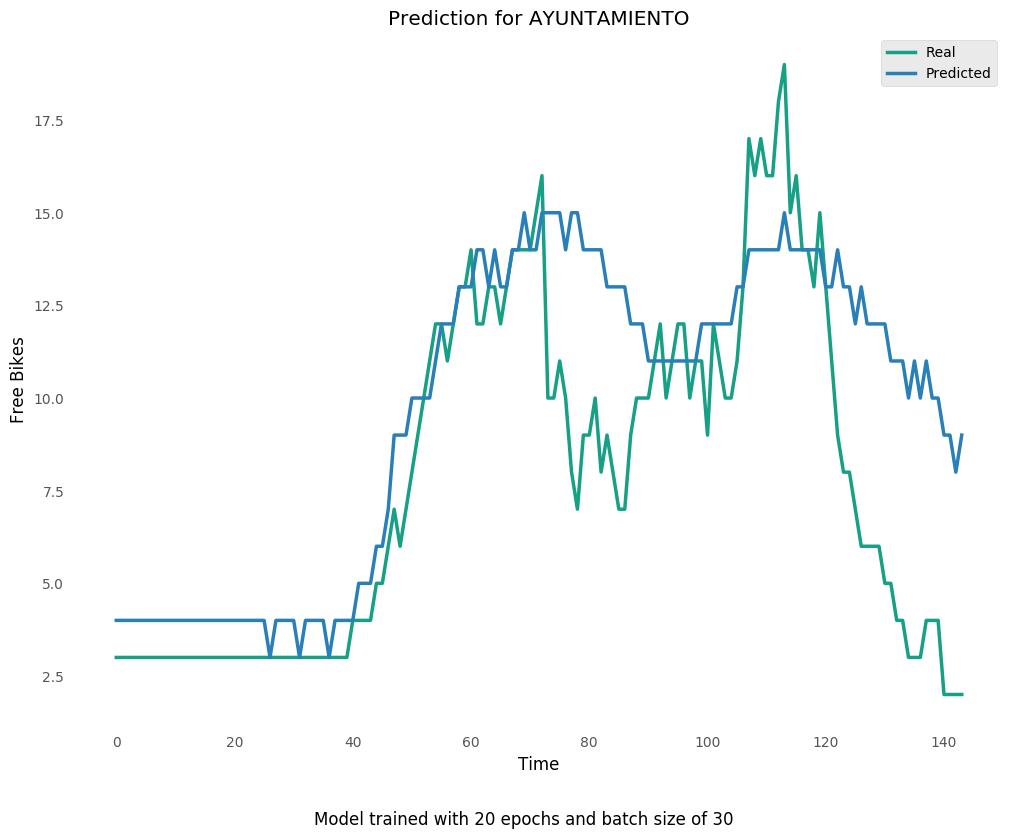 Prediction for AYUNTAMIENTO
Real
Predicted
17.5
15.0
12.5
10.0
7.5
5.0
2.5
Free Bikes
0 20 40 60 80 100 120 140
Time
Model trained with 20 epochs and batch size of 30